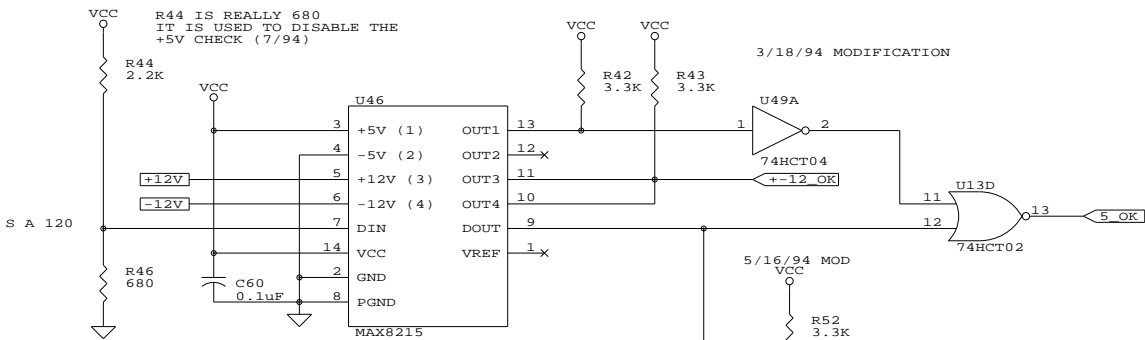 VCC
R44 IS REALLY 680
IT IS USED TO DISABLE THE
+5V CHECK (7/94)
R44
2.2K
VCC
VCC
VCC
3/18/94 MODIFICATION
R42
3.3K
R43
3.3K
U46
U49A
3 +5V (1) OUT1 13
1 2
4 -5V (2) OUT2 12
74HCT04
+12V 5 +12V (3) OUT3 11 +-12_OK
-12V 6 -12V (4) OUT4 10
U13D
11
S A 120
7 DIN DOUT 9
12 13 5_OK
74HCT02
14 VCC VREF 1
5/16/94 MOD
VCC
R46
680
2 GND
C60
0.1uF
8 PGND
MAX8215
R52
3.3K